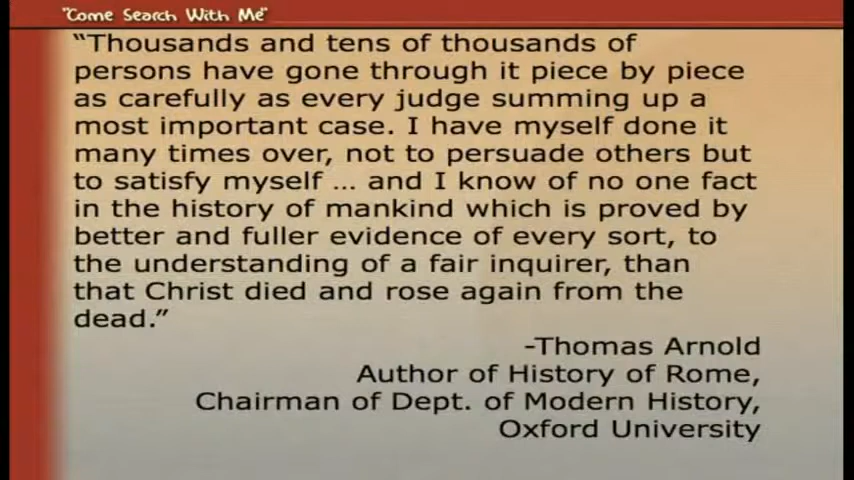 "Come Search With Me"
“Thousands and tens of thousands of
persons have gone through it piece by piece
as carefully as every judge summing up a
most important case. I have myself done it
many times over, not to persuade others but
to satisfy myself ... and I know of no one fact
in the history of mankind which is proved by
better and fuller evidence of every sort, to
the understanding of a fair inquirer, than
that Christ died and rose again from the
dead.”
-Thomas Arnold
Author of History of Rome,
Chairman of Dept. of Modern History,
Oxford University